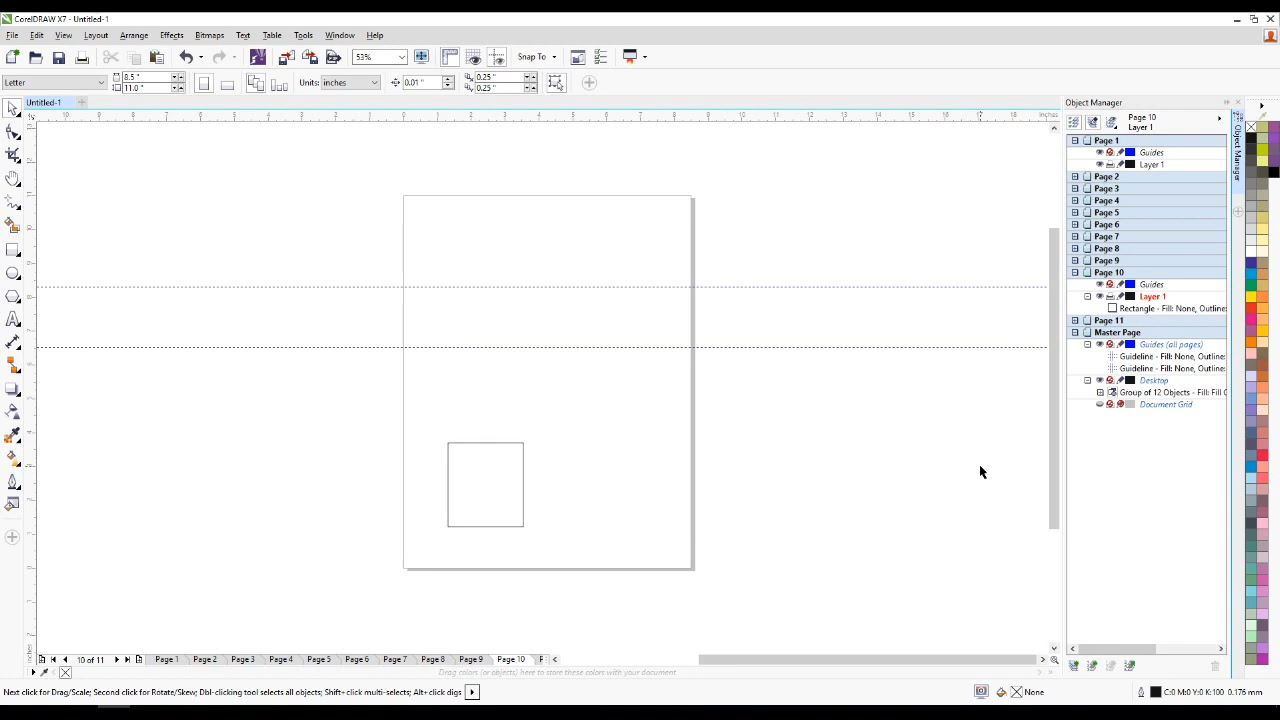 CorelDRAW X7 - Untitled-1
File Edit View Layout Arrange Effects Bitmaps Text Table Tools Window Help
53% Snap To
Letter 8.5 " 11.0 " Units: inches 0.01 " 0.25 " 0.25 "
Untitled-1
inches
Object Manager
Page 10
Layer 1
Page 1
Guides
Layer 1
Page 2
Page 3
Page 4
Page 5
Page 6
Page 7
Page 8
Page 9
Page 10
Guides
Layer 1
Rectangle - Fill: None, Outline:
Page 11
Master Page
Guides (all pages)
Guideline - Fill: None, Outline:
Guideline - Fill: None, Outline:
Desktop
Group of 12 Objects - Fill: Fill
Document Grid
Object Manager
10 of 11 Page 1 Page 2 Page 3 Page 4 Page 5 Page 6 Page 7 Page 8 Page 9 Page 10
Drag colors (or objects) here to store these colors with your document
Next click for Drag/Scale; Second click for Rotate/Skew; Dbl-clicking tool selects all objects; Shift+click multi-selects; Alt+click digs None C:0 M:0 Y:0 K:100 0.176 mm